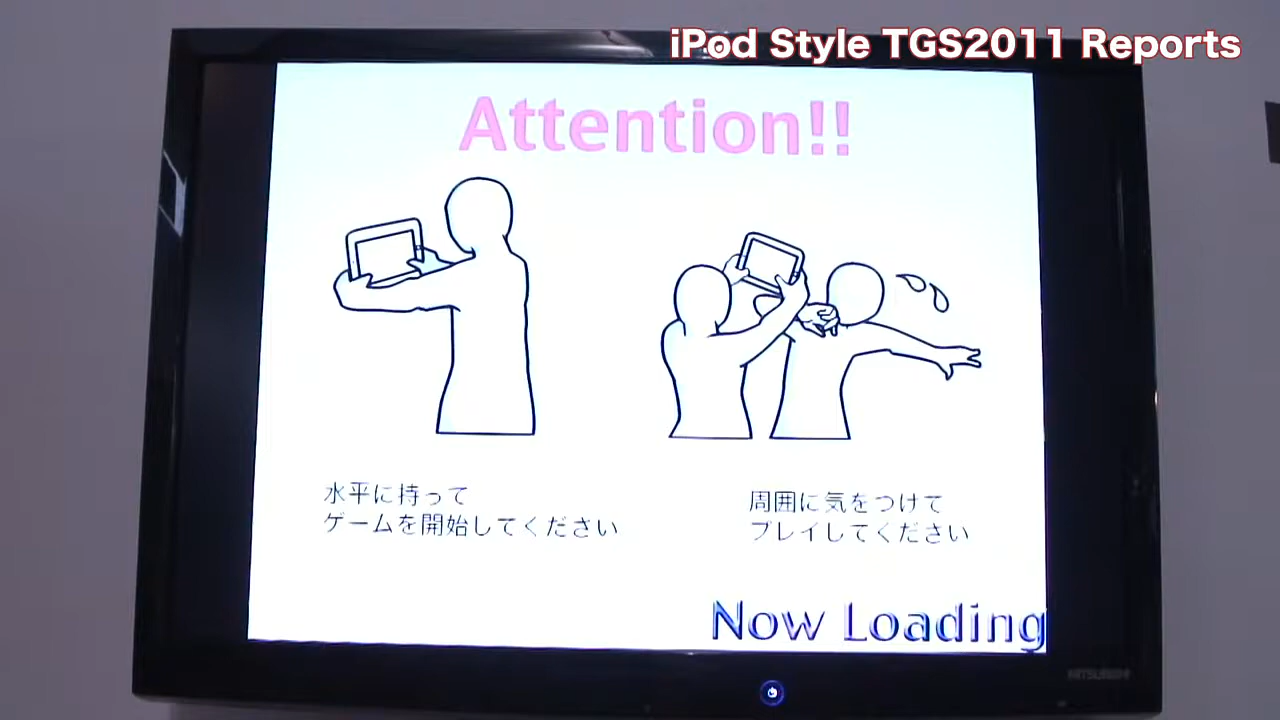 iPod Style TGS2011 Reports
Attention!!
水平に持って
ゲームを開始してください
周囲に気をつけて
プレイしてください
Now Loading
MITSUBISHI